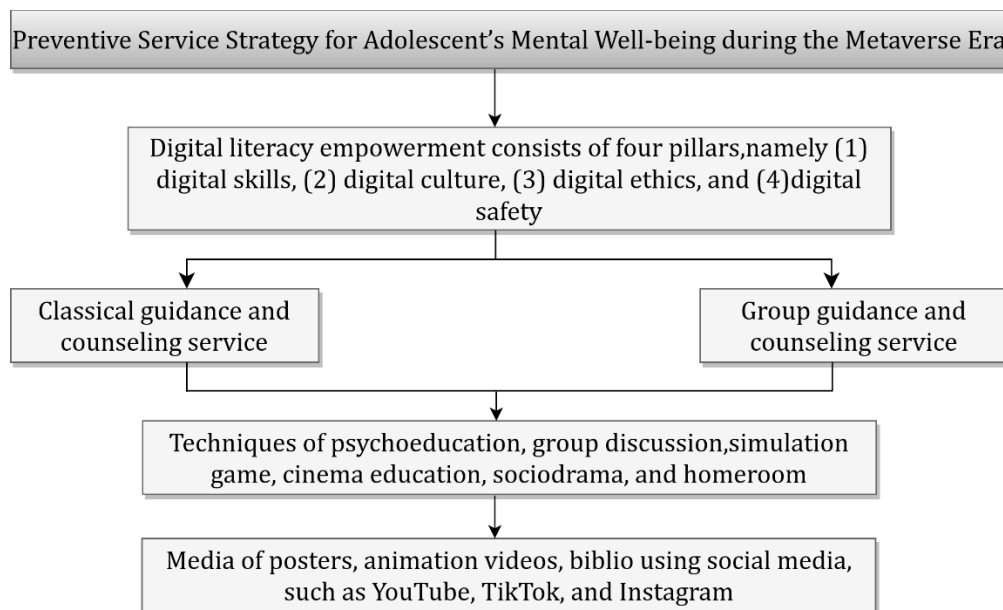 Preventive Service Strategy for Adolescent's Mental Well-being during the Metaverse Era
Digital literacy empowerment consists of four pillars,namely (1)
digital skills, (2) digital culture, (3) digital ethics, and (4)digital
safety
Classical guidance and
counseling service
Group guidance and
counseling service
Techniques of psychoeducation, group discussion,simulation
game, cinema education, sociodrama, and homeroom
Media of posters, animation videos, biblio using social media,
such as YouTube, TikTok, and Instagram